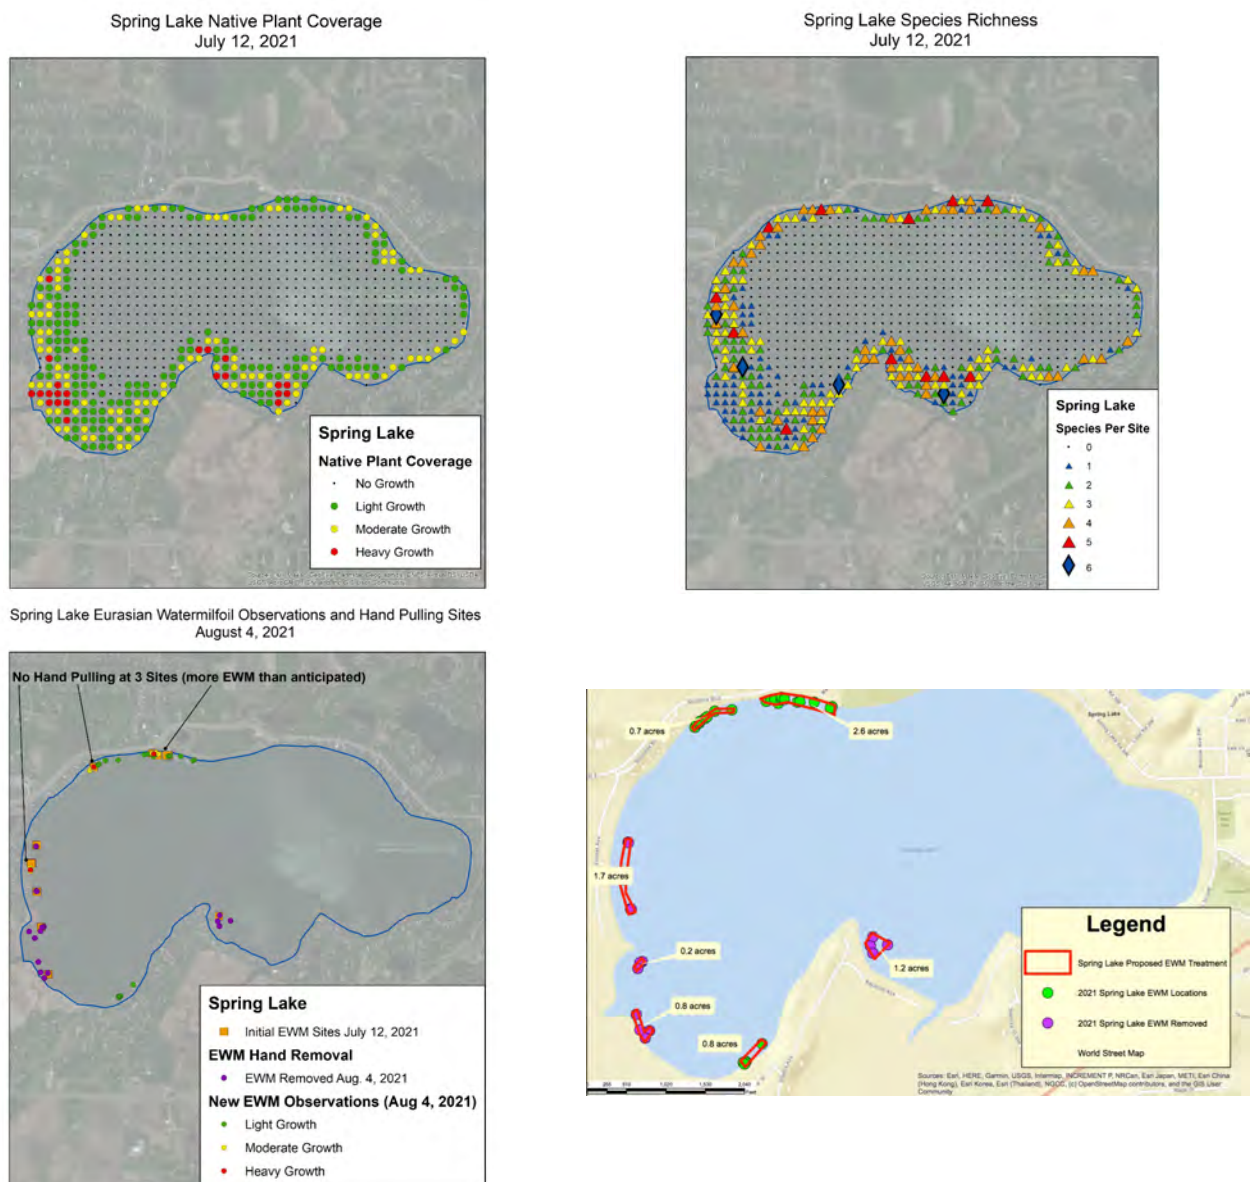 Spring Lake Native Plant Coverage
July 12, 2021
Spring Lake
Native Plant Coverage
No Growth
Light Growth
Moderate Growth
Heavy Growth
Spring Lake Species Richness
July 12, 2021
Spring Lake
Species Per Site
0
1
2
3
4
5
6
Spring Lake Eurasian Watermilfoil Observations and Hand Pulling Sites
August 4, 2021
No Hand Pulling at 3 Sites (more EWM than anticipated)
Spring Lake
Initial EWM Sites July 12, 2021
EWM Hand Removal
EWM Removed Aug. 4, 2021
New EWM Observations (Aug 4, 2021)
Light Growth
Moderate Growth
Heavy Growth
Spring Lake
0.7 acres
2.6 acres
1.7 acres
0.2 acres
1.2 acres
0.8 acres
0.8 acres
Legend
Spring Lake Proposed EWM Treatment
2021 Spring Lake EWM Locations
2021 Spring Lake EWM Removed
World Street Map
Sources: Esri, HERE, Garmin, USGS, Intermap, INCREMENT P, NRCan, Esri Japan, METI, Esri China
(Hong Kong), Esri Korea, Esri (Thailand), NGCC, (c) OpenStreetMap contributors, and the GIS User
Community